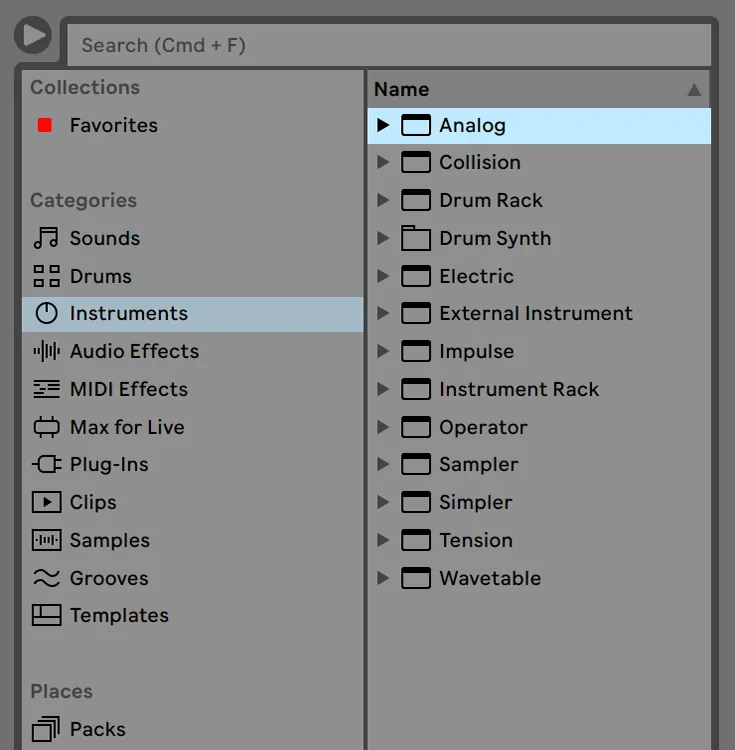 Search (Cmd + F)
Collections
Favorites
Categories
Sounds
Drums
Instruments
Audio Effects
MIDI Effects
Max for Live
Plug-Ins
Clips
Samples
Grooves
Templates
Places
Packs
Name
Analog
Collision
Drum Rack
Drum Synth
Electric
External Instrument
Impulse
Instrument Rack
Operator
Sampler
Simpler
Tension
Wavetable